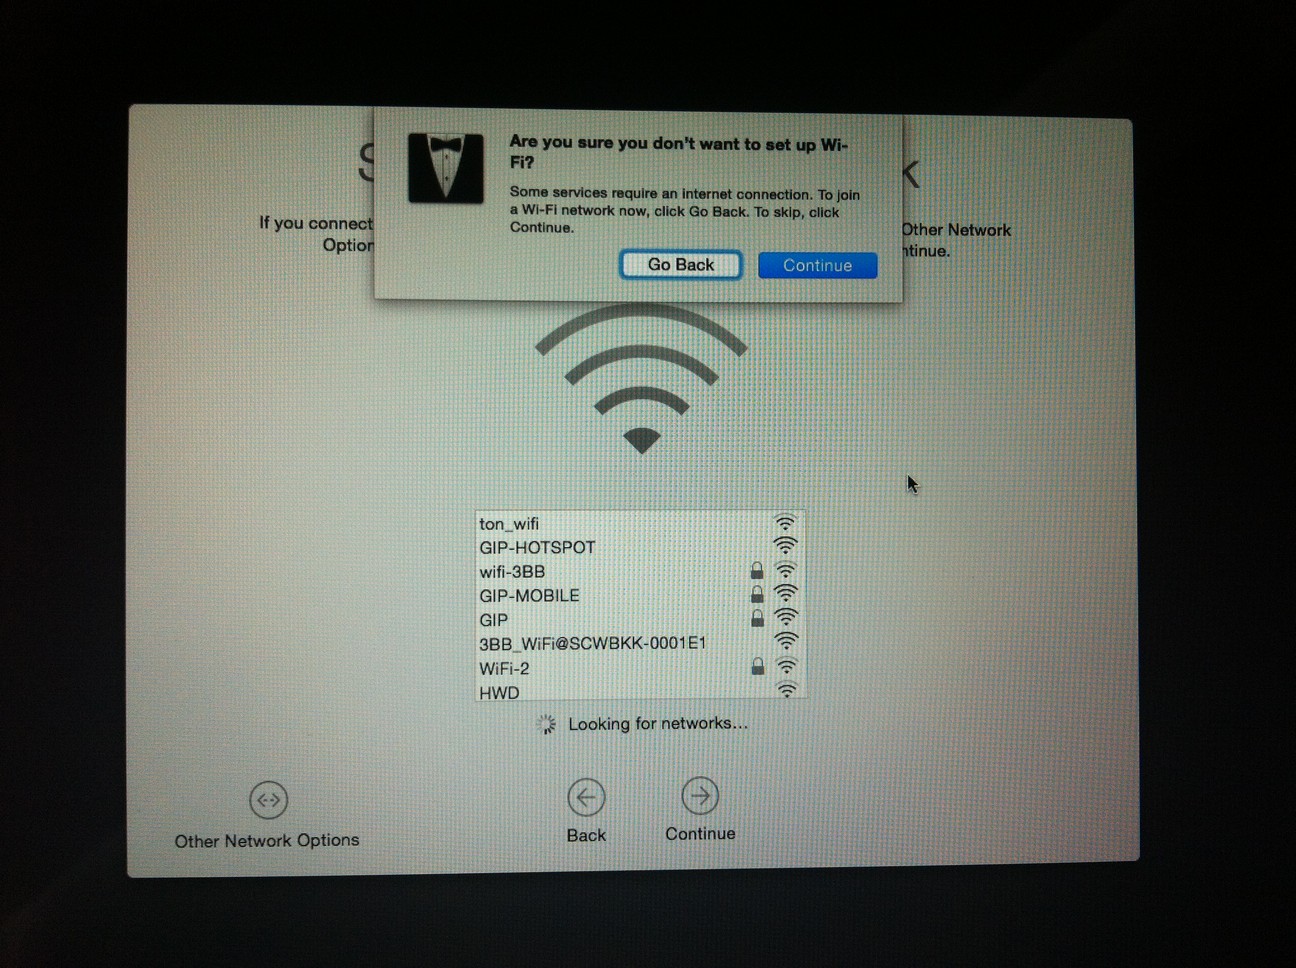 Are you sure you don't want to set up Wi-
Fi?
Some services require an internet connection. To join
a Wi-Fi network now, click Go Back. To skip, click
Continue.
Go Back
Continue
If you connect
Other Network
Option
ntinue.
ton_wifi
GIP-HOTSPOT
wifi-3BB
GIP-MOBILE
GIP
3BB_WiFi@SCWBKK-0001E1
WiFi-2
HWD
Looking for networks...
Other Network Options
Back
Continue